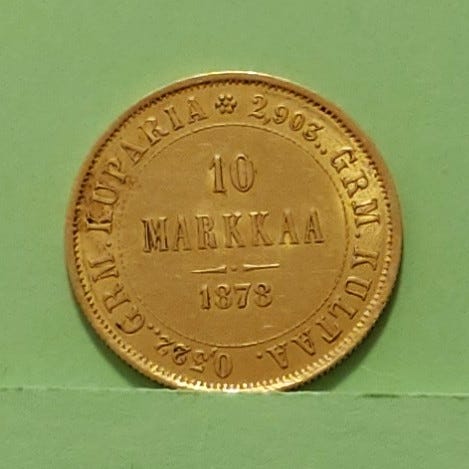 10
MARKKAA
1878
2,903.. GRM. KULTAA. 0,322.. GRM. KUPARIA